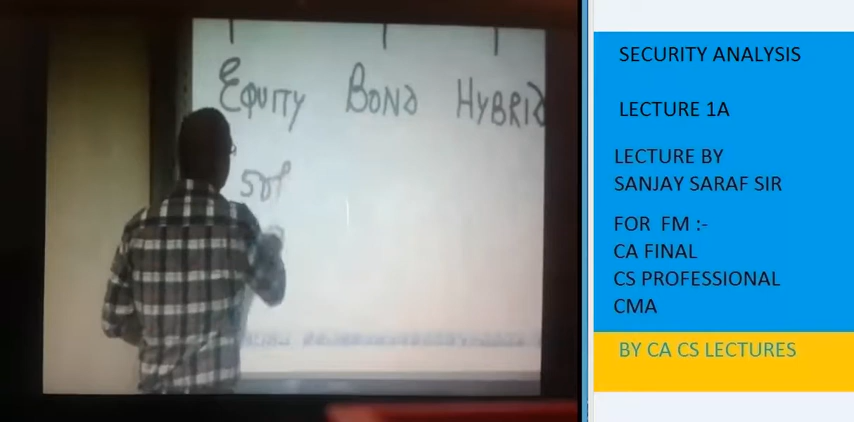 Equity Bond Hybrid
SECURITY ANALYSIS
LECTURE 1A
LECTURE BY
SANJAY SARAF SIR
FOR FM :-
CA FINAL
CS PROFESSIONAL
CMA
BY CA CS LECTURES